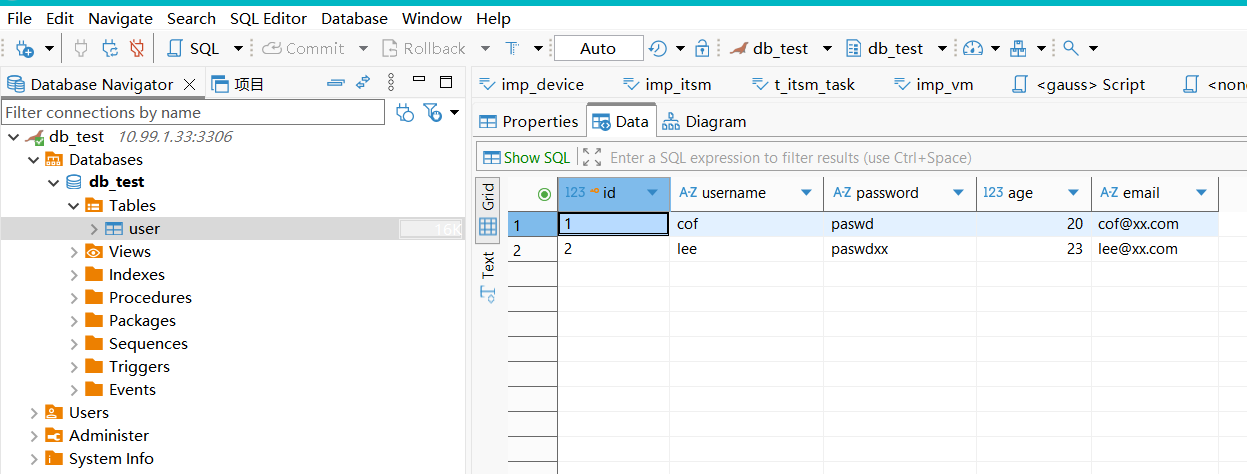 File Edit Navigate Search SQL Editor Database Window Help
SQL Commit Rollback T Auto db_test db_test
Database Navigator 项目
imp_device imp_itsm t_itsm_task imp_vm <gauss> Script <none
Filter connections by name
Properties Data Diagram
db_test 10.99.1.33:3306
Databases
db_test
Tables
user 16K
Views
Indexes
Procedures
Packages
Sequences
Triggers
Events
Users
Administer
System Info
Show SQL Enter a SQL expression to filter results (use Ctrl+Space)
Grid
Text
123 id A-Z username A-Z password 123 age A-Z email
1 1 cof paswd 20 cof@xx.com
2 2 lee paswdxx 23 lee@xx.com